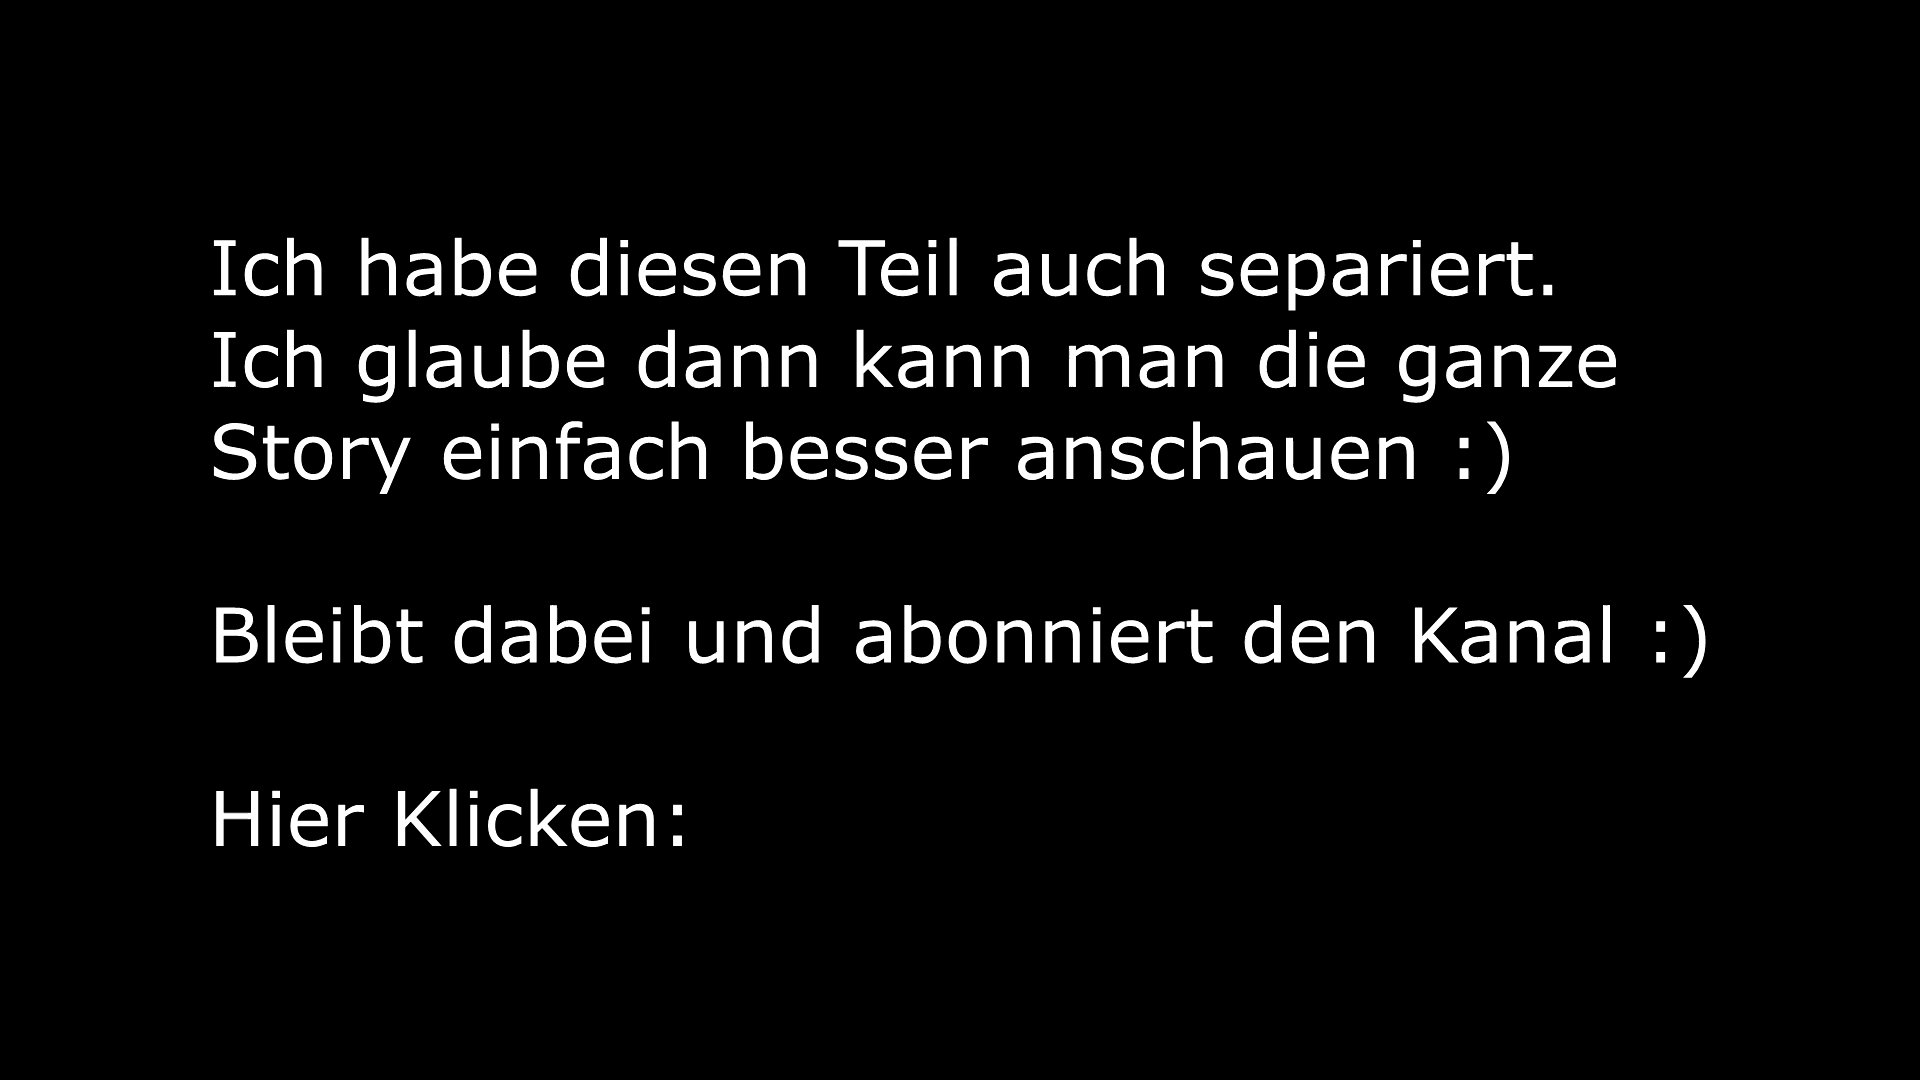 Ich habe diesen Teil auch separiert.
Ich glaube dann kann man die ganze
Story einfach besser anschauen :)
Bleibt dabei und abonniert den Kanal :)
Hier Klicken: